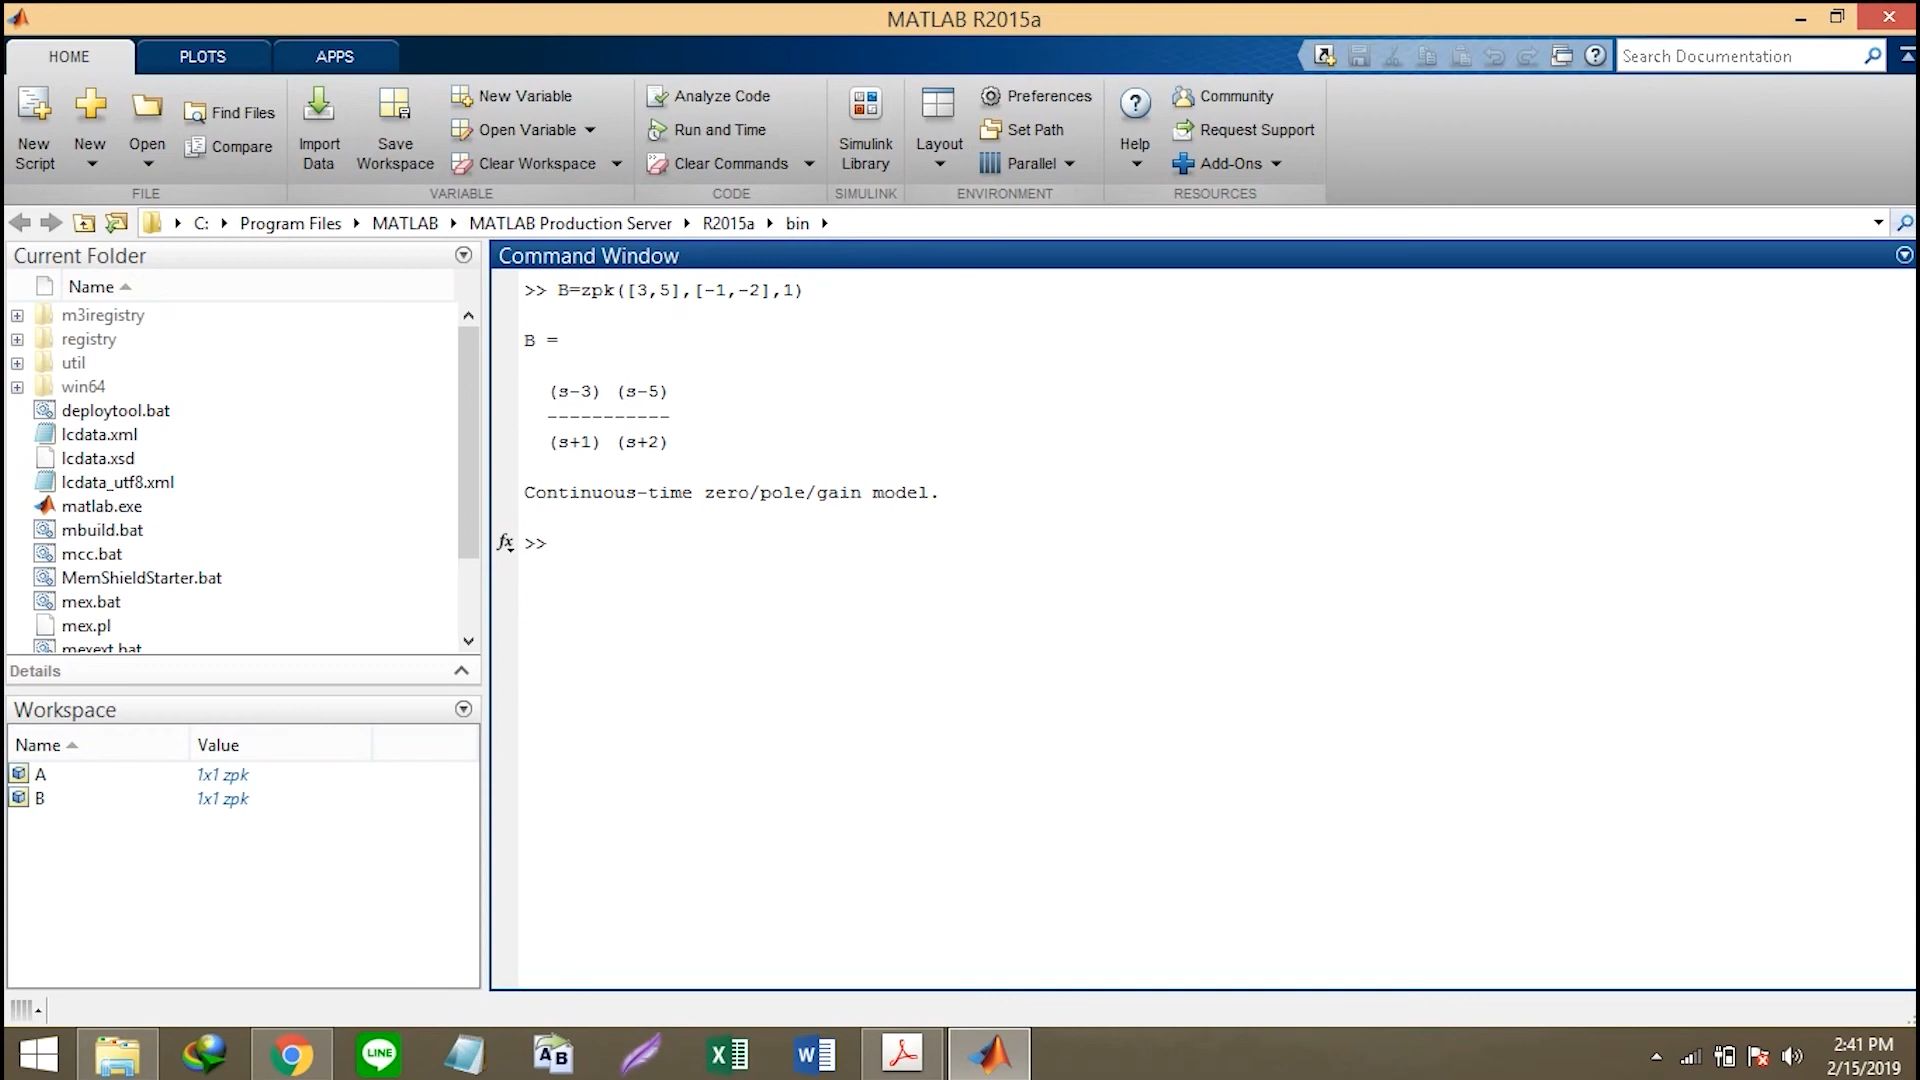 MATLAB R2015a
HOME
PLOTS
APPS
Search Documentation
New Script
New
Open
Find Files
Compare
FILE
Import Data
Save Workspace
New Variable
Open Variable
Clear Workspace
VARIABLE
Analyze Code
Run and Time
Clear Commands
CODE
Simulink Library
SIMULINK
Layout
Preferences
Set Path
Parallel
ENVIRONMENT
Help
Community
Request Support
Add-Ons
RESOURCES
C: Program Files MATLAB MATLAB Production Server R2015a bin
Current Folder
Name
m3iregistry
registry
util
win64
deploytool.bat
lcdata.xml
lcdata.xsd
lcdata_utf8.xml
matlab.exe
mbuild.bat
mcc.bat
MemShieldStarter.bat
mex.bat
mex.pl
mexext.bat
Details
Workspace
Name Value
A 1x1 zpk
B 1x1 zpk
Command Window
>> B=zpk([3,5],[-1,-2],1)
B =
(s-3) (s-5)
-----------
(s+1) (s+2)
Continuous-time zero/pole/gain model.
fx >>
LINE
AB
X
W
2:41 PM
2/15/2019